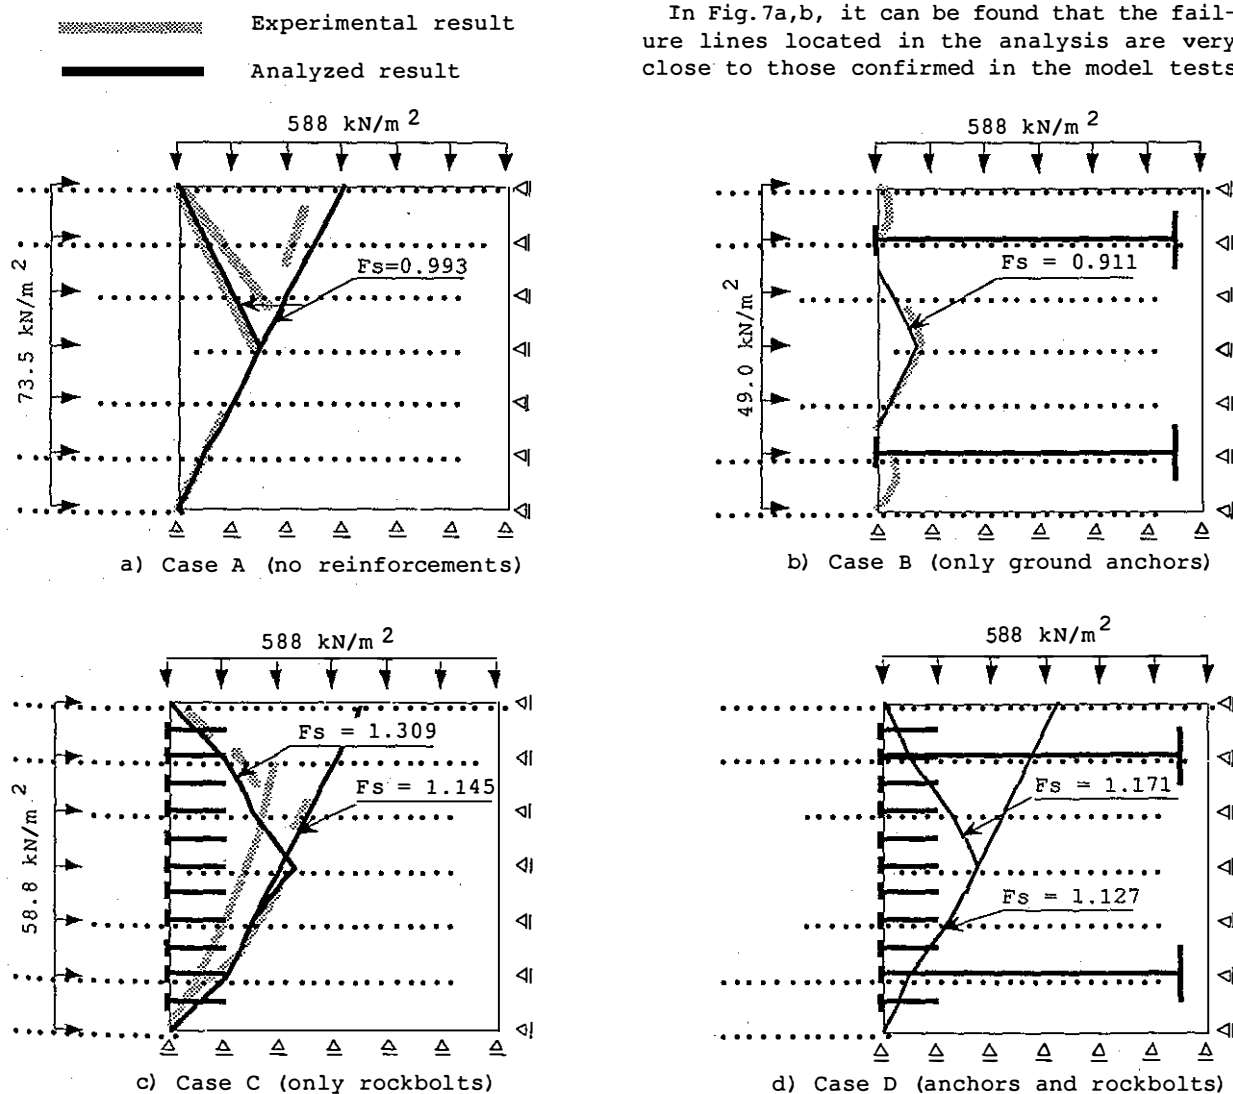 Experimental result
Analyzed result
In Fig.7a,b, it can be found that the fail-
ure lines located in the analysis are very
close to those confirmed in the model tests
588 kN/m 2
73.5 kN/m 2
Fs=0.993
a) Case A (no reinforcements)
588 kN/m 2
49.0 kN/m 2
Fs = 0.911
b) Case B (only ground anchors)
588 kN/m 2
58.8 kN/m 2
Fs = 1.309
Fs = 1.145
c) Case C (only rockbolts)
588 kN/m 2
Fs = 1.171
Fs = 1.127
d) Case D (anchors and rockbolts)